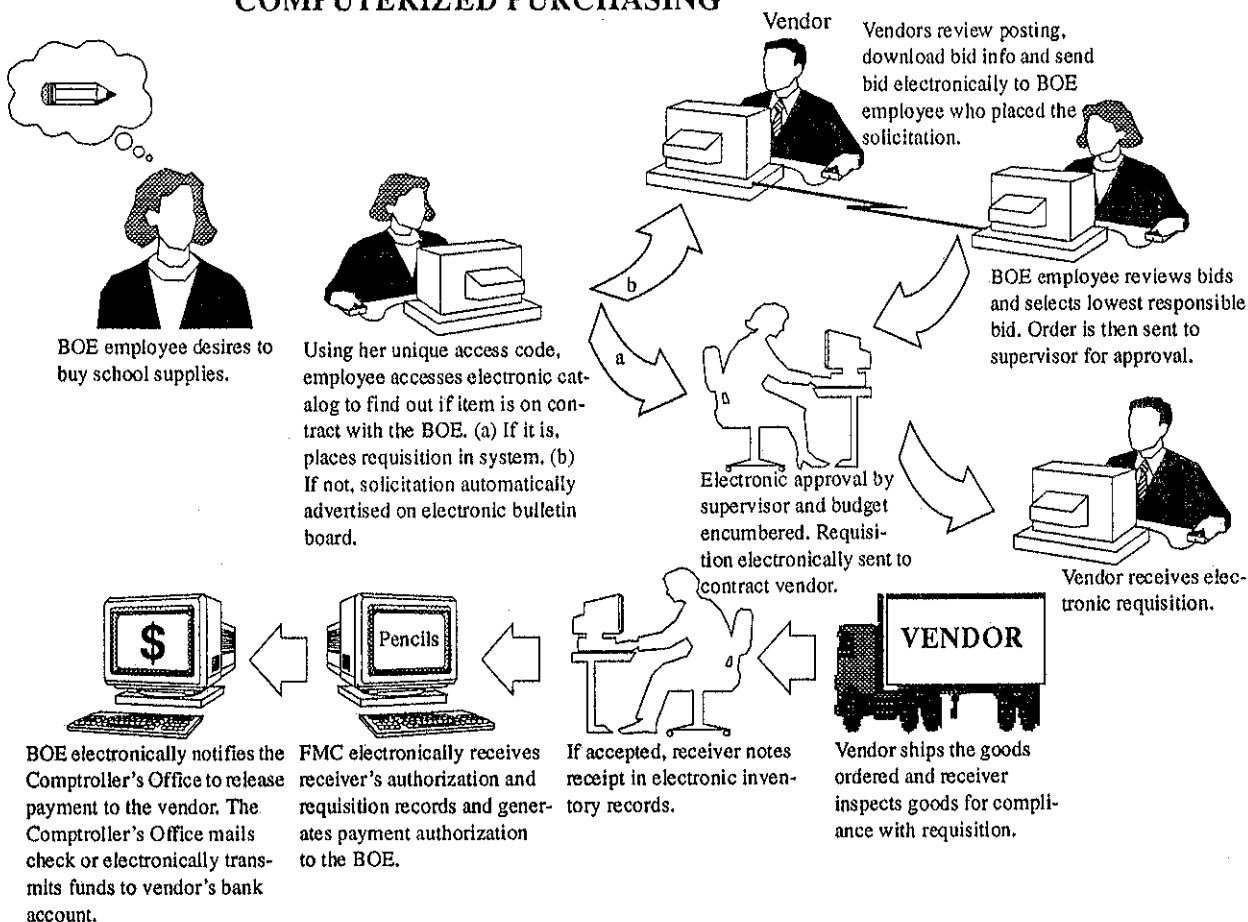 COMPUTERIZED PURCHASING
Vendor
Vendors review posting,
download bid info and send
bid electronically to BOE
employee who placed the
solicitation.
BOE employee desires to
buy school supplies.
Using her unique access code,
employee accesses electronic cat-
alog to find out if item is on con-
tract with the BOE. (a) If it is,
places requisition in system. (b)
If not, solicitation automatically
advertised on electronic bulletin
board.
b
a
BOE employee reviews bids
and selects lowest responsible
bid. Order is then sent to
supervisor for approval.
Electronic approval by
supervisor and budget
encumbered. Requisi-
tion electronically sent to
contract vendor.
Vendor receives elec-
tronic requisition.
VENDOR
Vendor ships the goods
ordered and receiver
inspects goods for compli-
ance with requisition.
If accepted, receiver notes
receipt in electronic inven-
tory records.
Pencils
FMC electronically receives
receiver's authorization and
requisition records and gener-
ates payment authorization
to the BOE.
$
BOE electronically notifies the
Comptroller's Office to release
payment to the vendor. The
Comptroller's Office mails
check or electronically trans-
mits funds to vendor's bank
account.